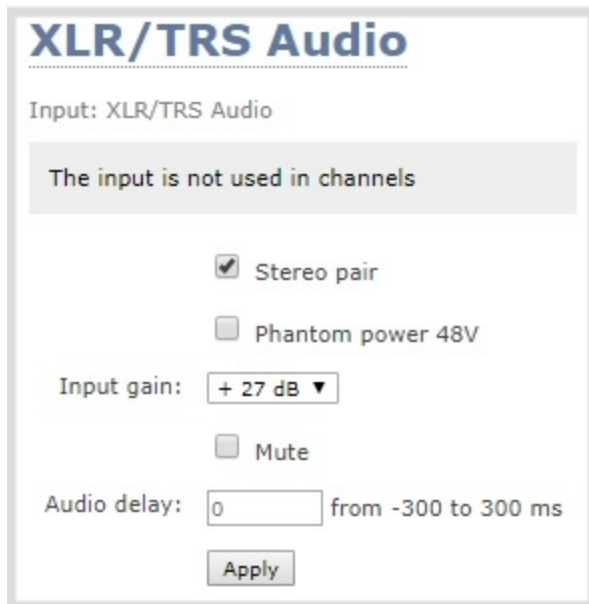 XLR/TRS Audio
Input: XLR/TRS Audio
The input is not used in channels
Stereo pair
Phantom power 48V
Input gain: + 27 dB
Mute
Audio delay: 0 from -300 to 300 ms
Apply